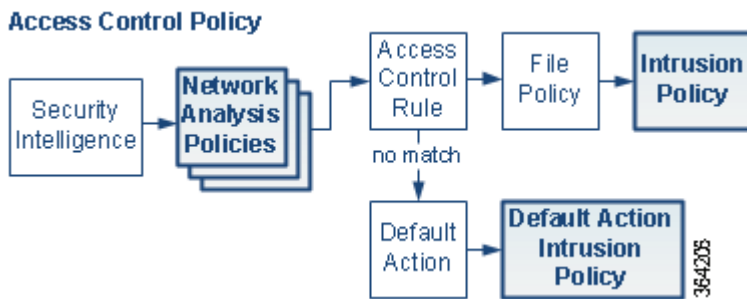 Access Control Policy
Security
Intelligence
Network
Analysis
Policies
Access
Control
Rule
File
Policy
Intrusion
Policy
no match
Default
Action
Default Action
Intrusion
Policy
364206